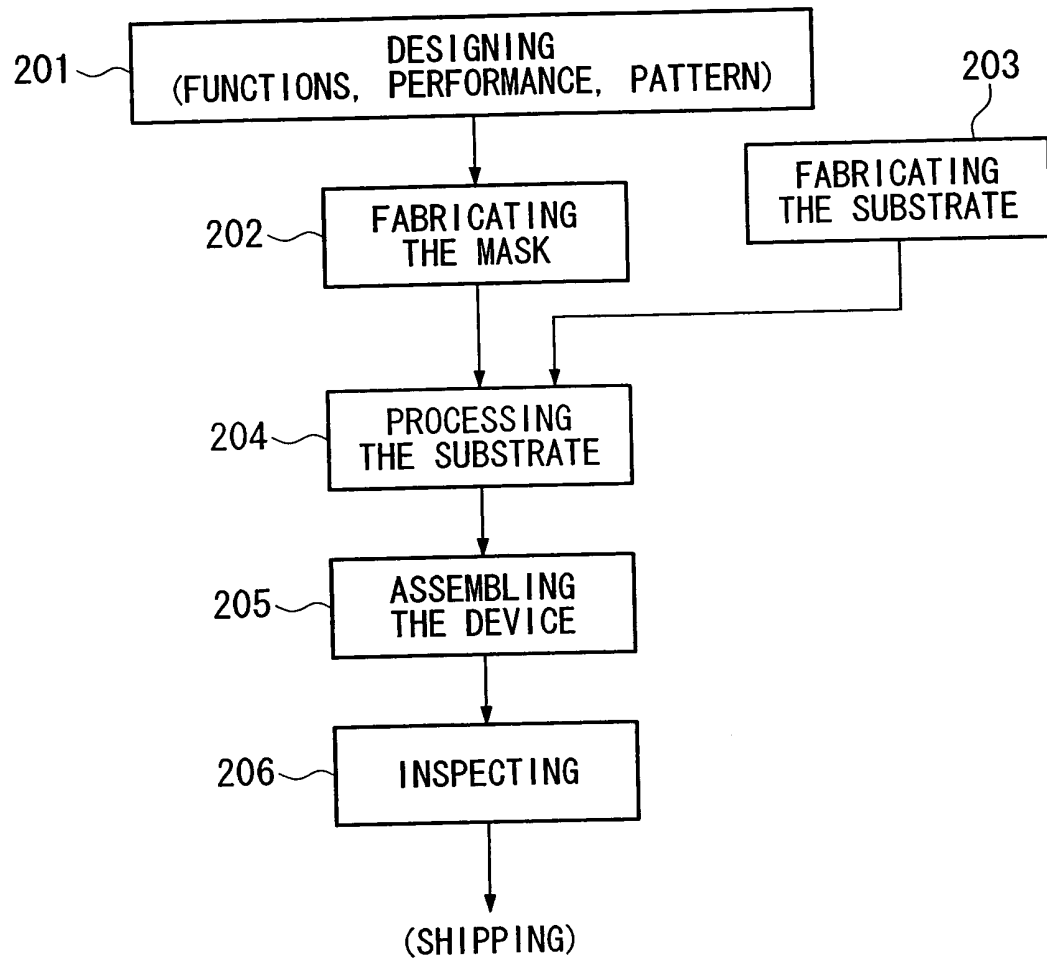 201
DESIGNING
(FUNCTIONS, PERFORMANCE, PATTERN)
203
FABRICATING
THE SUBSTRATE
202
FABRICATING
THE MASK
204
PROCESSING
THE SUBSTRATE
205
ASSEMBLING
THE DEVICE
206
INSPECTING
(SHIPPING)